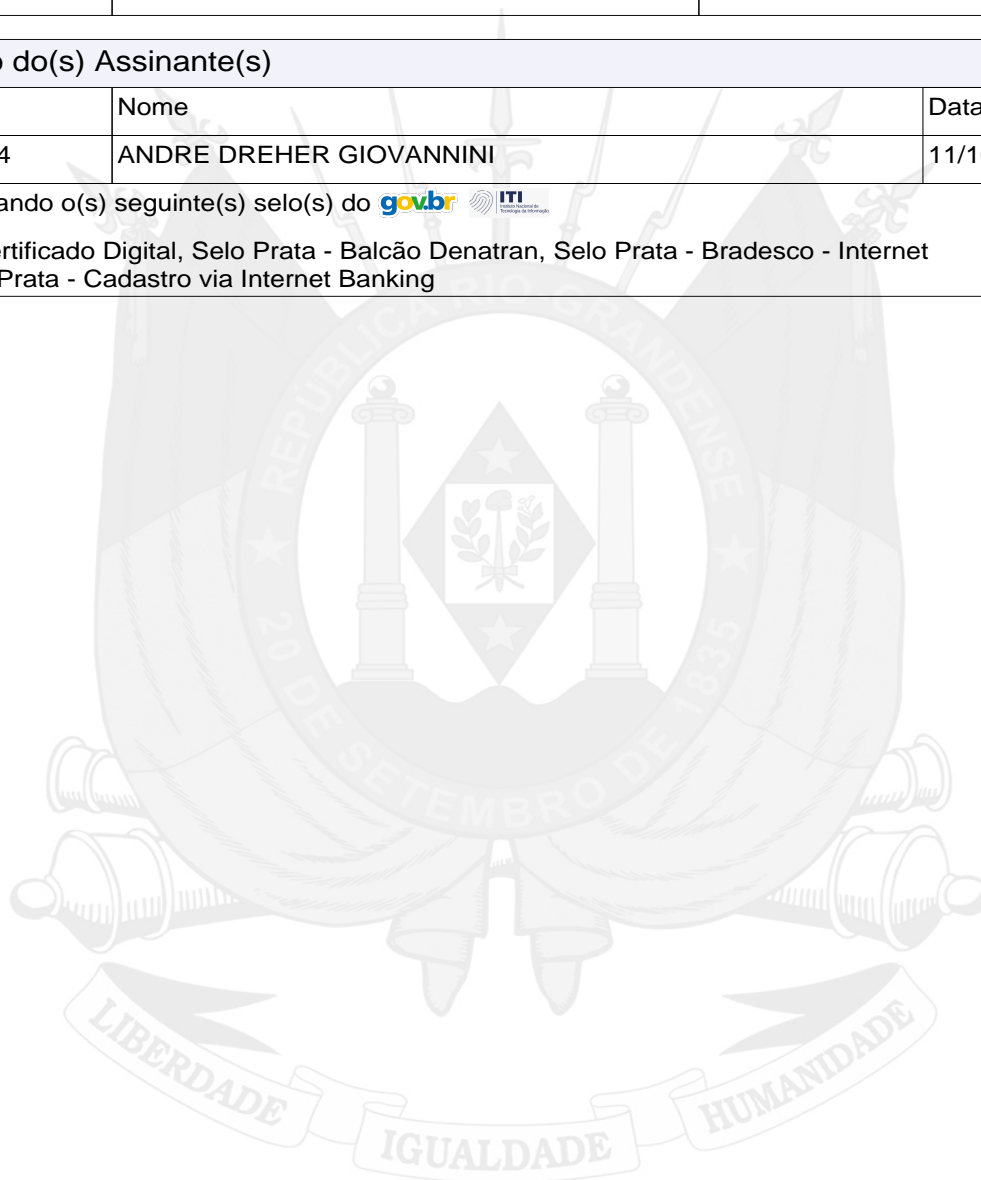 do(s) Assinante(s)
Nome
Data
4
ANDRE DREHER GIOVANNINI
11/1
ando o(s) seguinte(s) selo(s) do gov.br ITI
ertificado Digital, Selo Prata - Balcão Denatran, Selo Prata - Bradesco - Internet
Prata - Cadastro via Internet Banking
REPÚBLICA RIO GRANDENSE
20 DE SETEMBRO DE 1835
LIBERDADE
IGUALDADE
HUMANIDADE